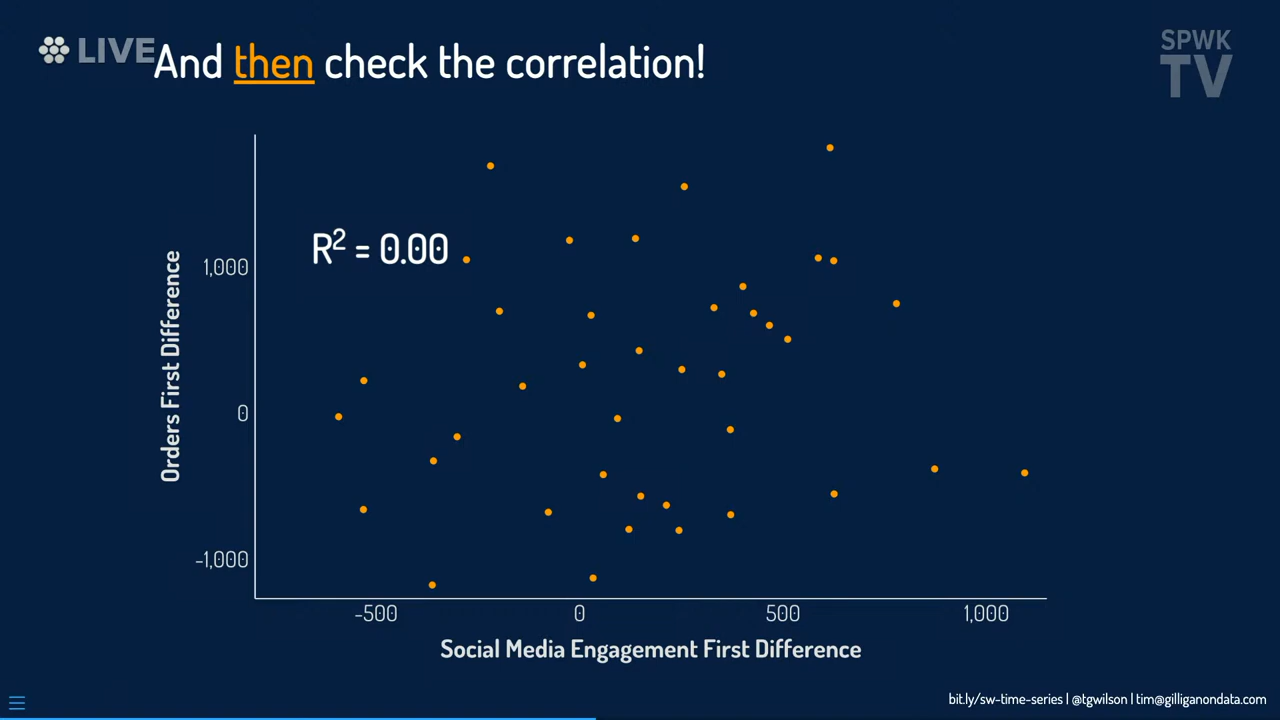 LIVE
And then check the correlation!
SPWK
TV
R² = 0.00
Orders First Difference
1,000
0
-1,000
-500
0
500
1,000
Social Media Engagement First Difference
bit.ly/sw-time-series | @tgwilson | tim@gilliganondata.com